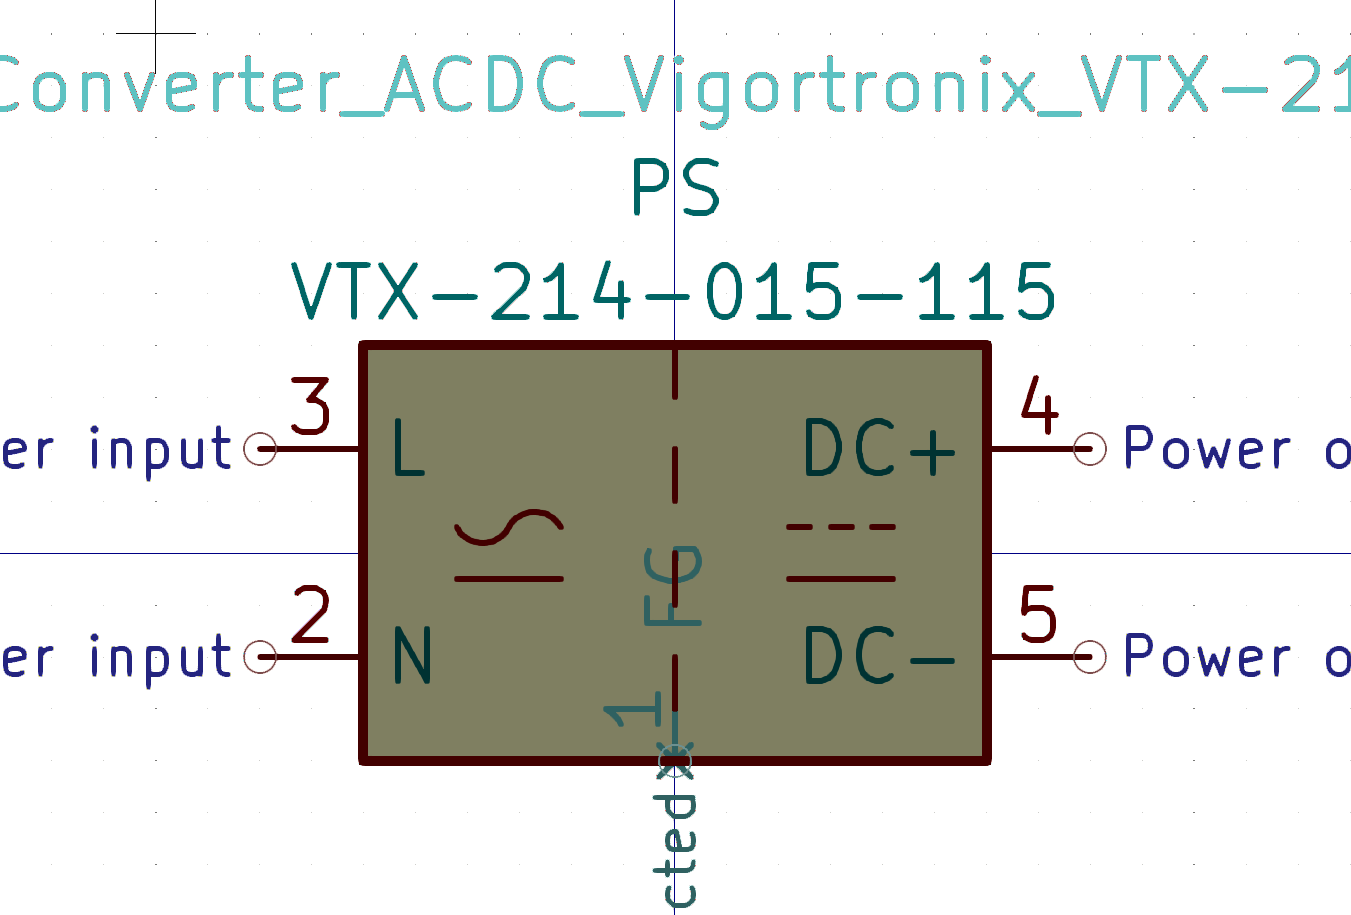 Converter_ACDC_Vigortronix_VTX-21
PS
VTX-214-015-115
3
4
er input
L
DC+
Power o
FG
2
5
er input
N
DC-
Power o
1
cted